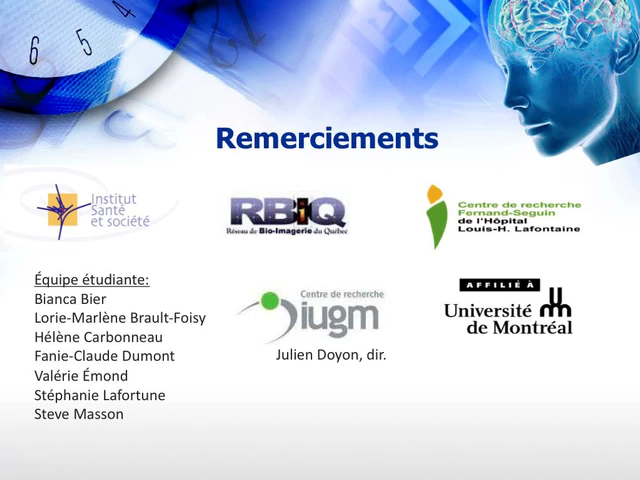 6
5
4
Remerciements
Institut
Santé
et société
RBIQ
Réseau de Bio-Imagerie du Québec
Centre de recherche
Fernand-Seguin
de l'Hôpital
Louis-H. Lafontaine
Équipe étudiante:
Bianca Bier
Lorie-Marlène Brault-Foisy
Hélène Carbonneau
Fanie-Claude Dumont
Valérie Émond
Stéphanie Lafortune
Steve Masson
Centre de recherche
iugm
Julien Doyon, dir.
AFFILIÉ À
Université
de Montréal